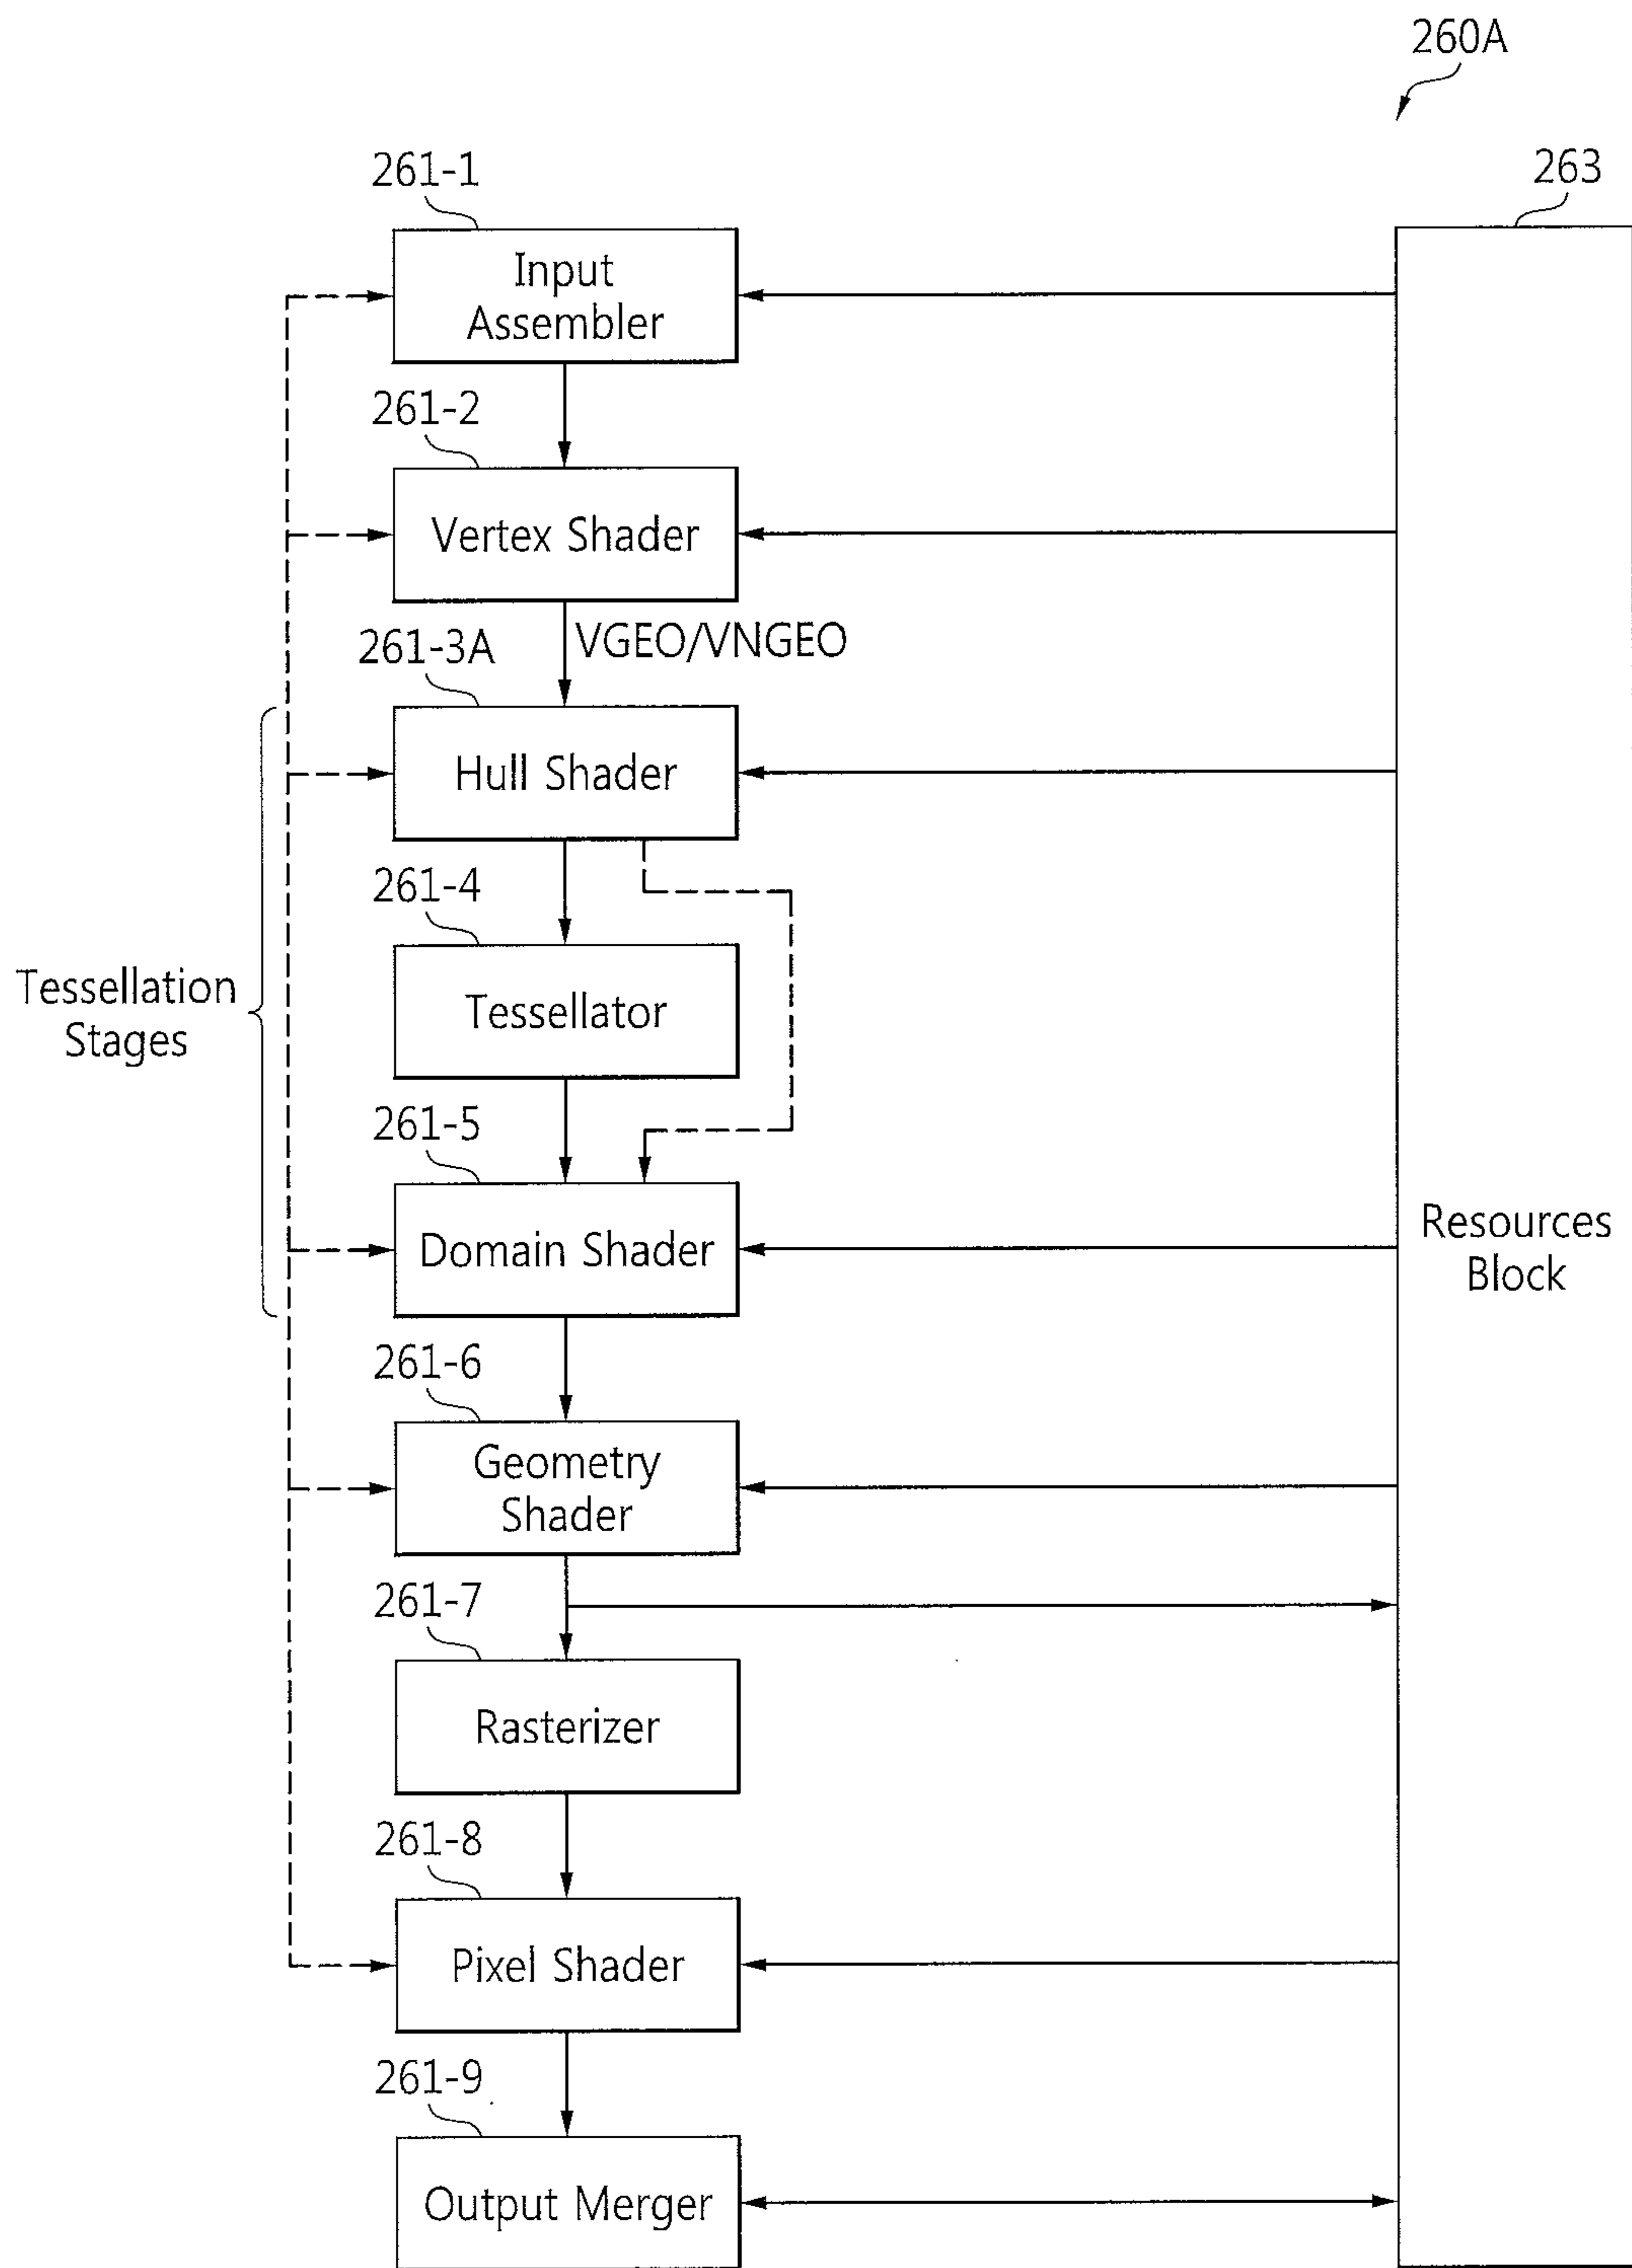 260A
263
261-1
Input
Assembler
261-2
Vertex Shader
VGEO/VNGEO
261-3A
Hull Shader
261-4
Tessellator
Tessellation
Stages
261-5
Domain Shader
Resources
Block
261-6
Geometry
Shader
261-7
Rasterizer
261-8
Pixel Shader
261-9
Output Merger